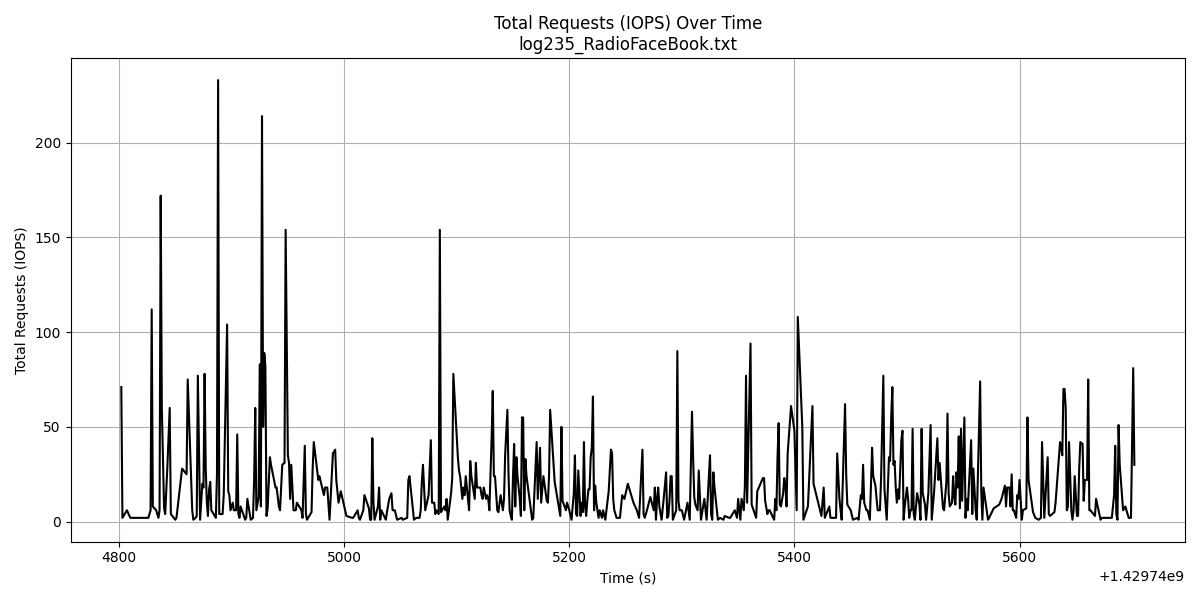 Total Requests (IOPS) Over Time
log235_RadioFaceBook.txt
Total Requests (IOPS)
200
150
100
50
0
4800 5000 5200 5400 5600
Time (s)
+1.42974e9